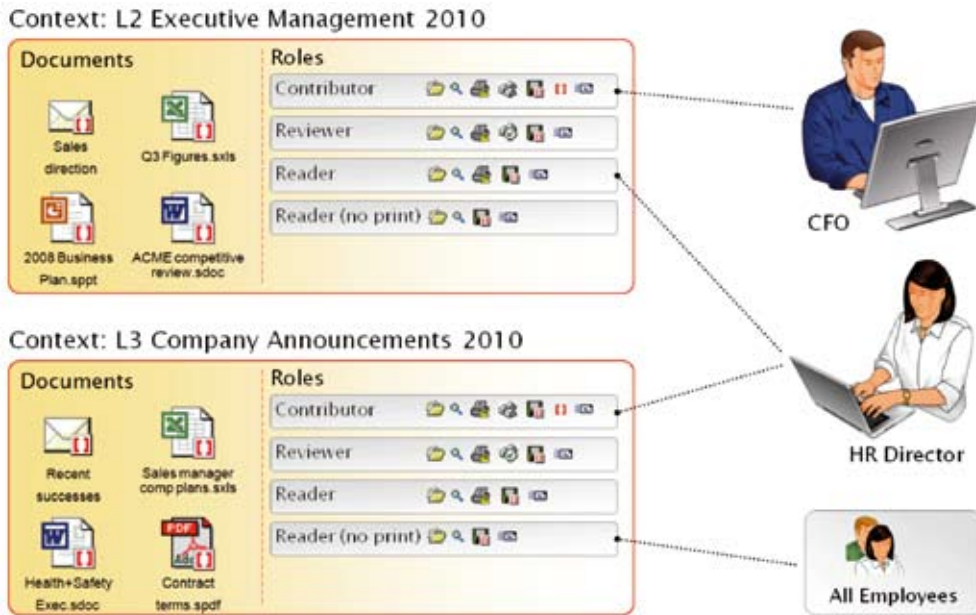 Context: L2 Executive Management 2010
Documents
Sales
direction
Q3 Figures.sxls
2008 Business
Plan.sppt
ACME competitive
review.sdoc
Roles
Contributor
Reviewer
Reader
Reader (no print)
CFO
HR Director
Context: L3 Company Announcements 2010
Documents
Recent
successes
Sales manager
comp plans.sxls
Health+Safety
Exec.sdoc
PDF
Contract
terms.spdf
Roles
Contributor
Reviewer
Reader
Reader (no print)
All Employees